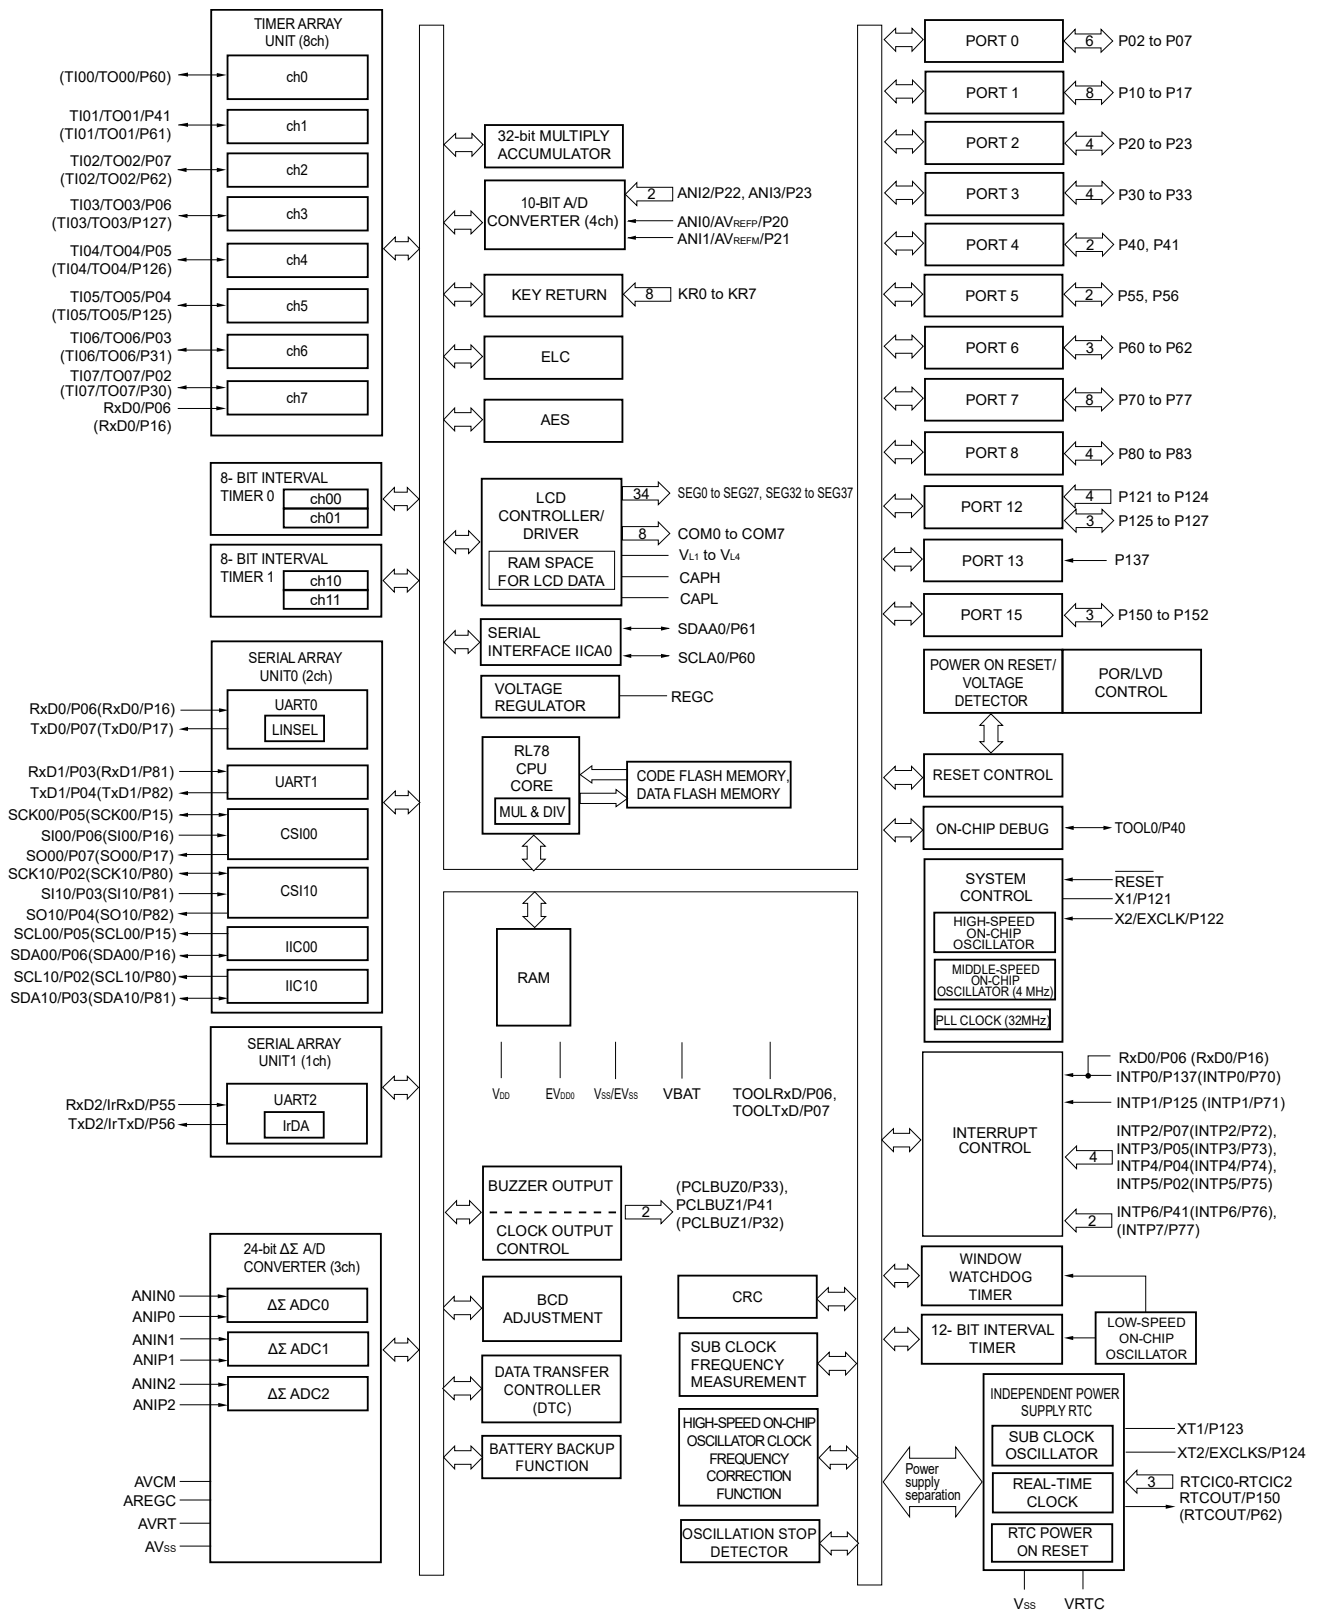 TIMER ARRAY
UNIT (8ch)
ch0
(TI00/TO00/P60)
ch1
TI01/TO01/P41
(TI01/TO01/P61)
ch2
TI02/TO02/P07
(TI02/TO02/P62)
ch3
TI03/TO03/P06
(TI03/TO03/P127)
ch4
TI04/TO04/P05
(TI04/TO04/P126)
ch5
TI05/TO05/P04
(TI05/TO05/P125)
ch6
TI06/TO06/P03
(TI06/TO06/P31)
ch7
TI07/TO07/P02
(TI07/TO07/P30)
RxD0/P06
(RxD0/P16)
8- BIT INTERVAL
TIMER 0
ch00
ch01
8- BIT INTERVAL
TIMER 1
ch10
ch11
SERIAL ARRAY
UNIT0 (2ch)
UART0
LINSEL
RxD0/P06(RxD0/P16)
TxD0/P07(TxD0/P17)
UART1
RxD1/P03(RxD1/P81)
TxD1/P04(TxD1/P82)
CSI00
SCK00/P05(SCK00/P15)
SI00/P06(SI00/P16)
SO00/P07(SO00/P17)
CSI10
SCK10/P02(SCK10/P80)
SI10/P03(SI10/P81)
SO10/P04(SO10/P82)
IIC00
SCL00/P05(SCL00/P15)
SDA00/P06(SDA00/P16)
IIC10
SCL10/P02(SCL10/P80)
SDA10/P03(SDA10/P81)
SERIAL ARRAY
UNIT1 (1ch)
UART2
IrDA
RxD2/IrRxD/P55
TxD2/IrTxD/P56
24-bit ΔΣ A/D
CONVERTER (3ch)
ΔΣ ADC0
ANIN0
ANIP0
ΔΣ ADC1
ANIN1
ANIP1
ΔΣ ADC2
ANIN2
ANIP2
AVCM
AREGC
AVRT
AVss
32-bit MULTIPLY
ACCUMULATOR
10-BIT A/D
CONVERTER (4ch)
2 ANI2/P22, ANI3/P23
ANI0/AVREFP/P20
ANI1/AVREFM/P21
KEY RETURN
8 KR0 to KR7
ELC
AES
LCD
CONTROLLER/
DRIVER
RAM SPACE
FOR LCD DATA
34 SEG0 to SEG27, SEG32 to SEG37
8 COM0 to COM7
VL1 to VL4
CAPH
CAPL
SERIAL
INTERFACE IICA0
SDAA0/P61
SCLA0/P60
VOLTAGE
REGULATOR
REGC
RL78
CPU
CORE
MUL & DIV
CODE FLASH MEMORY,
DATA FLASH MEMORY
RAM
VDD
EVDD0
Vss/EVss
VBAT
TOOLRxD/P06,
TOOLTxD/P07
BUZZER OUTPUT
CLOCK OUTPUT
CONTROL
2
(PCLBUZ0/P33),
PCLBUZ1/P41
(PCLBUZ1/P32)
BCD
ADJUSTMENT
DATA TRANSFER
CONTROLLER
(DTC)
BATTERY BACKUP
FUNCTION
CRC
SUB CLOCK
FREQUENCY
MEASUREMENT
HIGH-SPEED ON-CHIP
OSCILLATOR CLOCK
FREQUENCY
CORRECTION
FUNCTION
OSCILLATION STOP
DETECTOR
PORT 0 6 P02 to P07
PORT 1 8 P10 to P17
PORT 2 4 P20 to P23
PORT 3 4 P30 to P33
PORT 4 2 P40, P41
PORT 5 2 P55, P56
PORT 6 3 P60 to P62
PORT 7 8 P70 to P77
PORT 8 4 P80 to P83
PORT 12
4 P121 to P124
3 P125 to P127
PORT 13 P137
PORT 15 3 P150 to P152
POWER ON RESET/
VOLTAGE
DETECTOR
POR/LVD
CONTROL
RESET CONTROL
ON-CHIP DEBUG
TOOL0/P40
SYSTEM
CONTROL
HIGH-SPEED
ON-CHIP
OSCILLATOR
MIDDLE-SPEED
ON-CHIP
OSCILLATOR (4 MHz)
PLL CLOCK (32MHz)
RESET
X1/P121
X2/EXCLK/P122
INTERRUPT
CONTROL
RxD0/P06 (RxD0/P16)
INTP0/P137(INTP0/P70)
INTP1/P125 (INTP1/P71)
4
INTP2/P07(INTP2/P72),
INTP3/P05(INTP3/P73),
INTP4/P04(INTP4/P74),
INTP5/P02(INTP5/P75)
2
INTP6/P41(INTP6/P76),
(INTP7/P77)
WINDOW
WATCHDOG
TIMER
12- BIT INTERVAL
TIMER
LOW-SPEED
ON-CHIP
OSCILLATOR
Power
supply
separation
INDEPENDENT POWER
SUPPLY RTC
SUB CLOCK
OSCILLATOR
REAL-TIME
CLOCK
RTC POWER
ON RESET
XT1/P123
XT2/EXCLKS/P124
3 RTCIC0-RTCIC2
RTCOUT/P150
(RTCOUT/P62)
Vss
VRTC